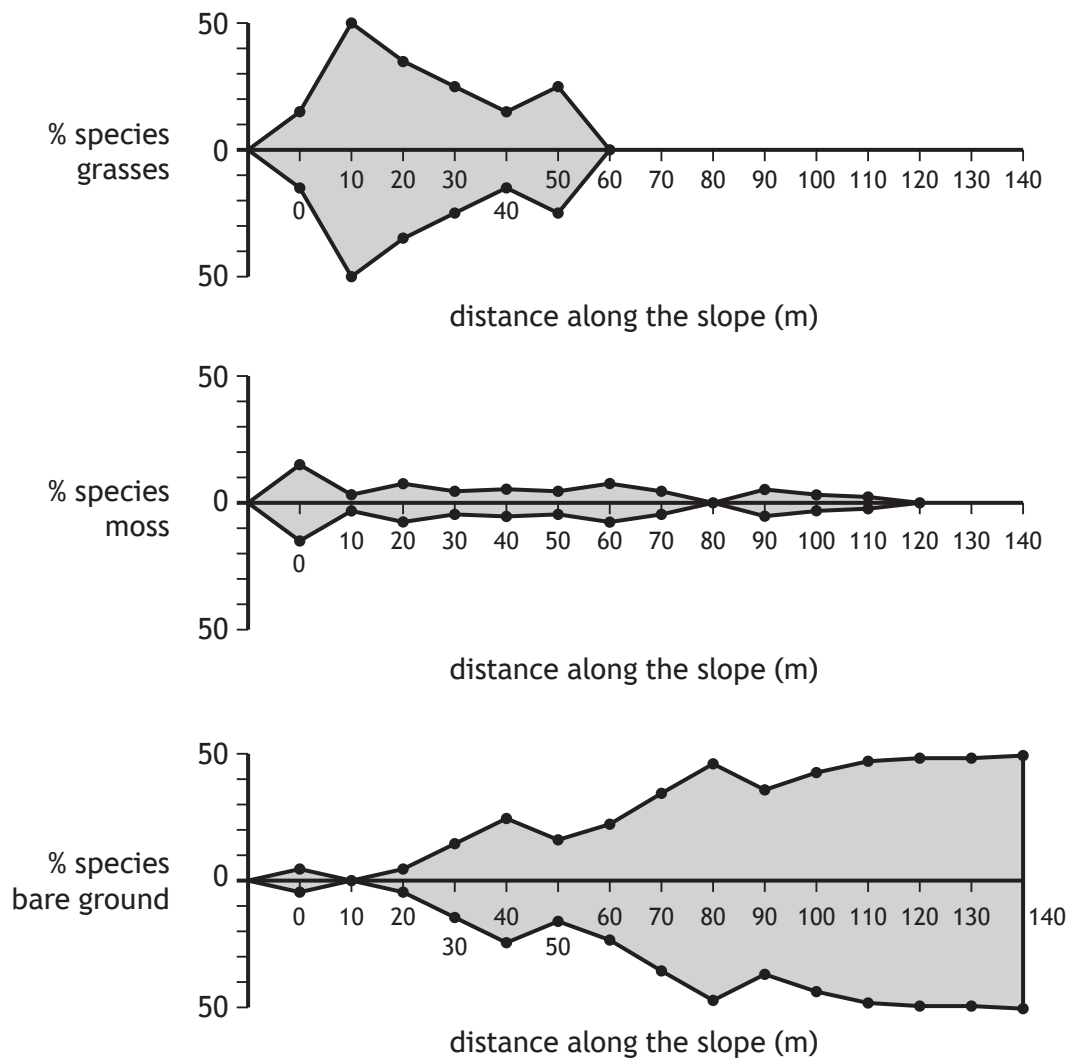 50
% species
grasses
0
10 20 30 50 60 70 80 90 100 110 120 130 140
0 40
50
distance along the slope (m)
50
% species
moss
0
10 20 30 40 50 60 70 80 90 100 110 120 130 140
0
50
distance along the slope (m)
50
% species
bare ground
0
0 10 20 40 60 70 80 90 100 110 120 130 140
30 50
50
distance along the slope (m)